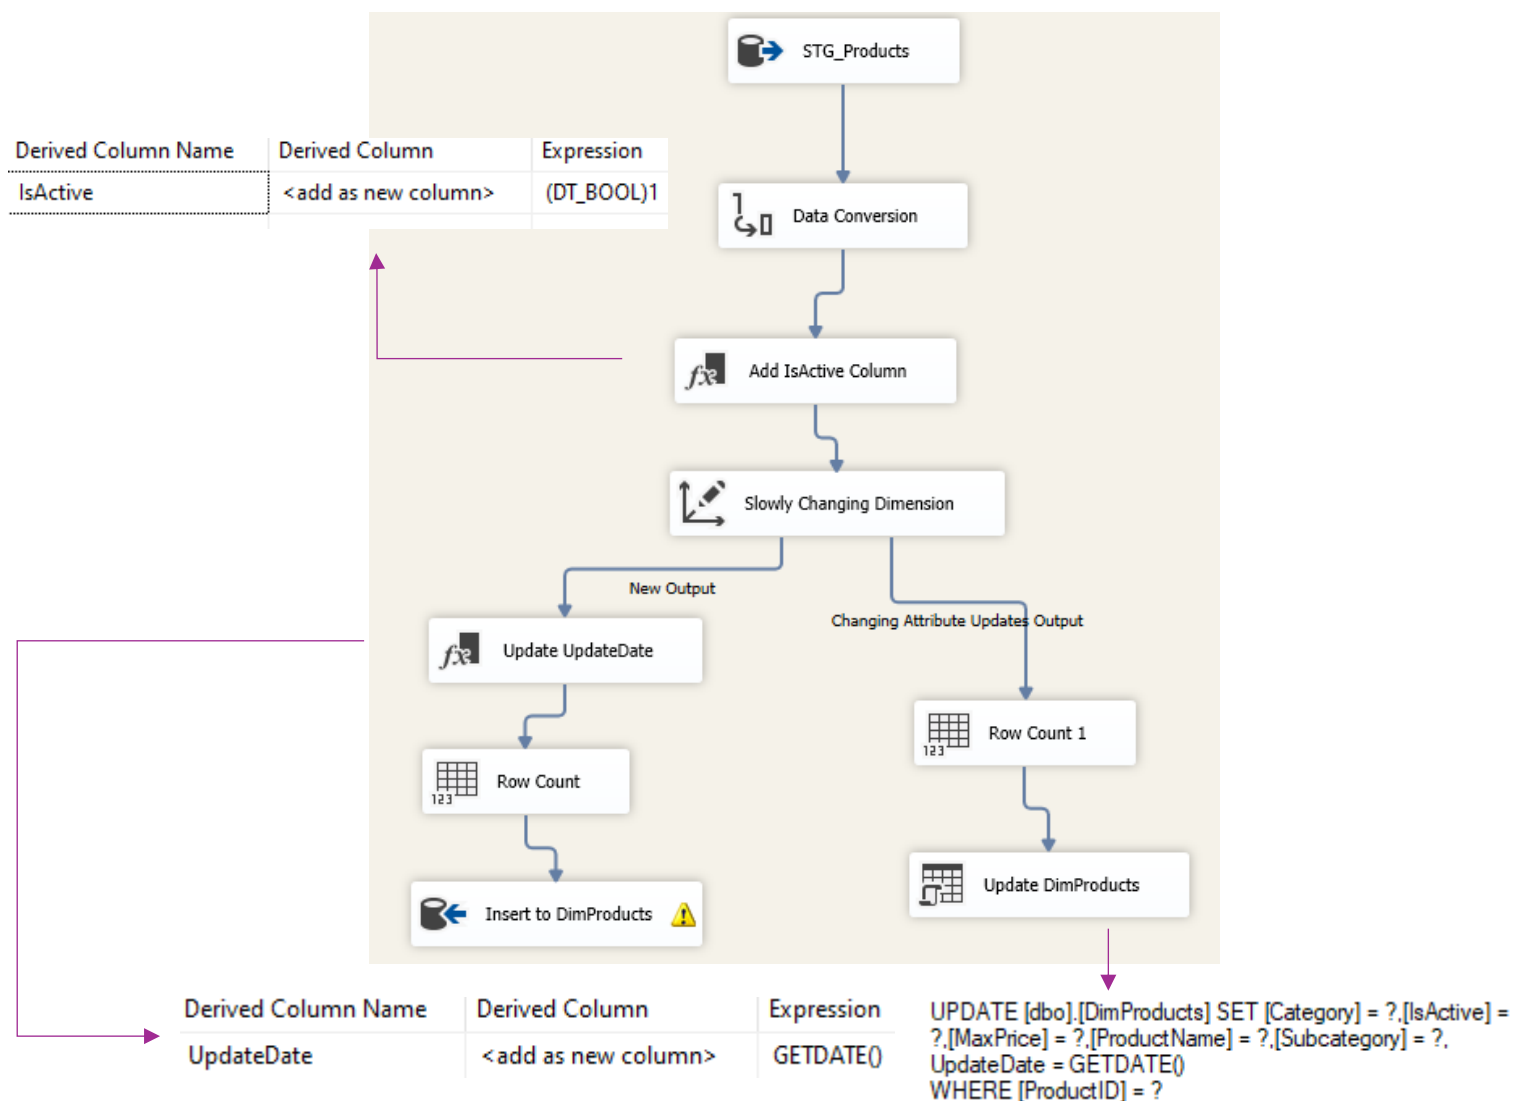 STG_Products
Derived Column Name Derived Column Expression
IsActive <add as new column> (DT_BOOL)1
Data Conversion
Add IsActive Column
Slowly Changing Dimension
New Output
Changing Attribute Updates Output
Update UpdateDate
Row Count 1
123
Row Count
123
Update DimProducts
Insert to DimProducts
Derived Column Name Derived Column Expression
UpdateDate <add as new column> GETDATE()
UPDATE [dbo].[DimProducts] SET [Category] = ?,[IsActive] =
?,[MaxPrice] = ?,[ProductName] = ?,[Subcategory] = ?,
UpdateDate = GETDATE()
WHERE [ProductID] = ?